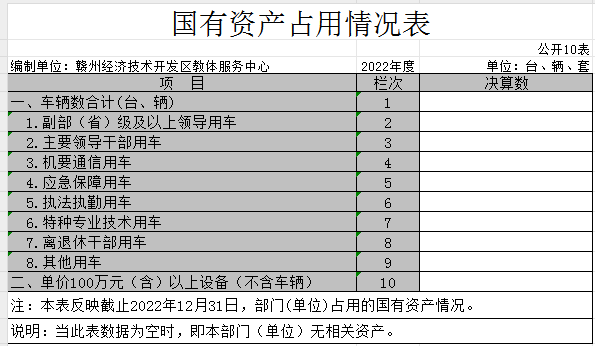 国有资产占用情况表
公开10表
编制单位：赣州经济技术开发区教体服务中心 2022年度 单位：台、辆、套
项 目 栏次 决算数
一、车辆数合计(台、辆) 1
1.副部（省）级及以上领导用车 2
2.主要领导干部用车 3
3.机要通信用车 4
4.应急保障用车 5
5.执法执勤用车 6
6.特种专业技术用车 7
7.离退休干部用车 8
8.其他用车 9
二、单价100万元（含）以上设备（不含车辆） 10
注：本表反映截止2022年12月31日，部门(单位)占用的国有资产情况。
说明：当此表数据为空时，即本部门（单位）无相关资产。